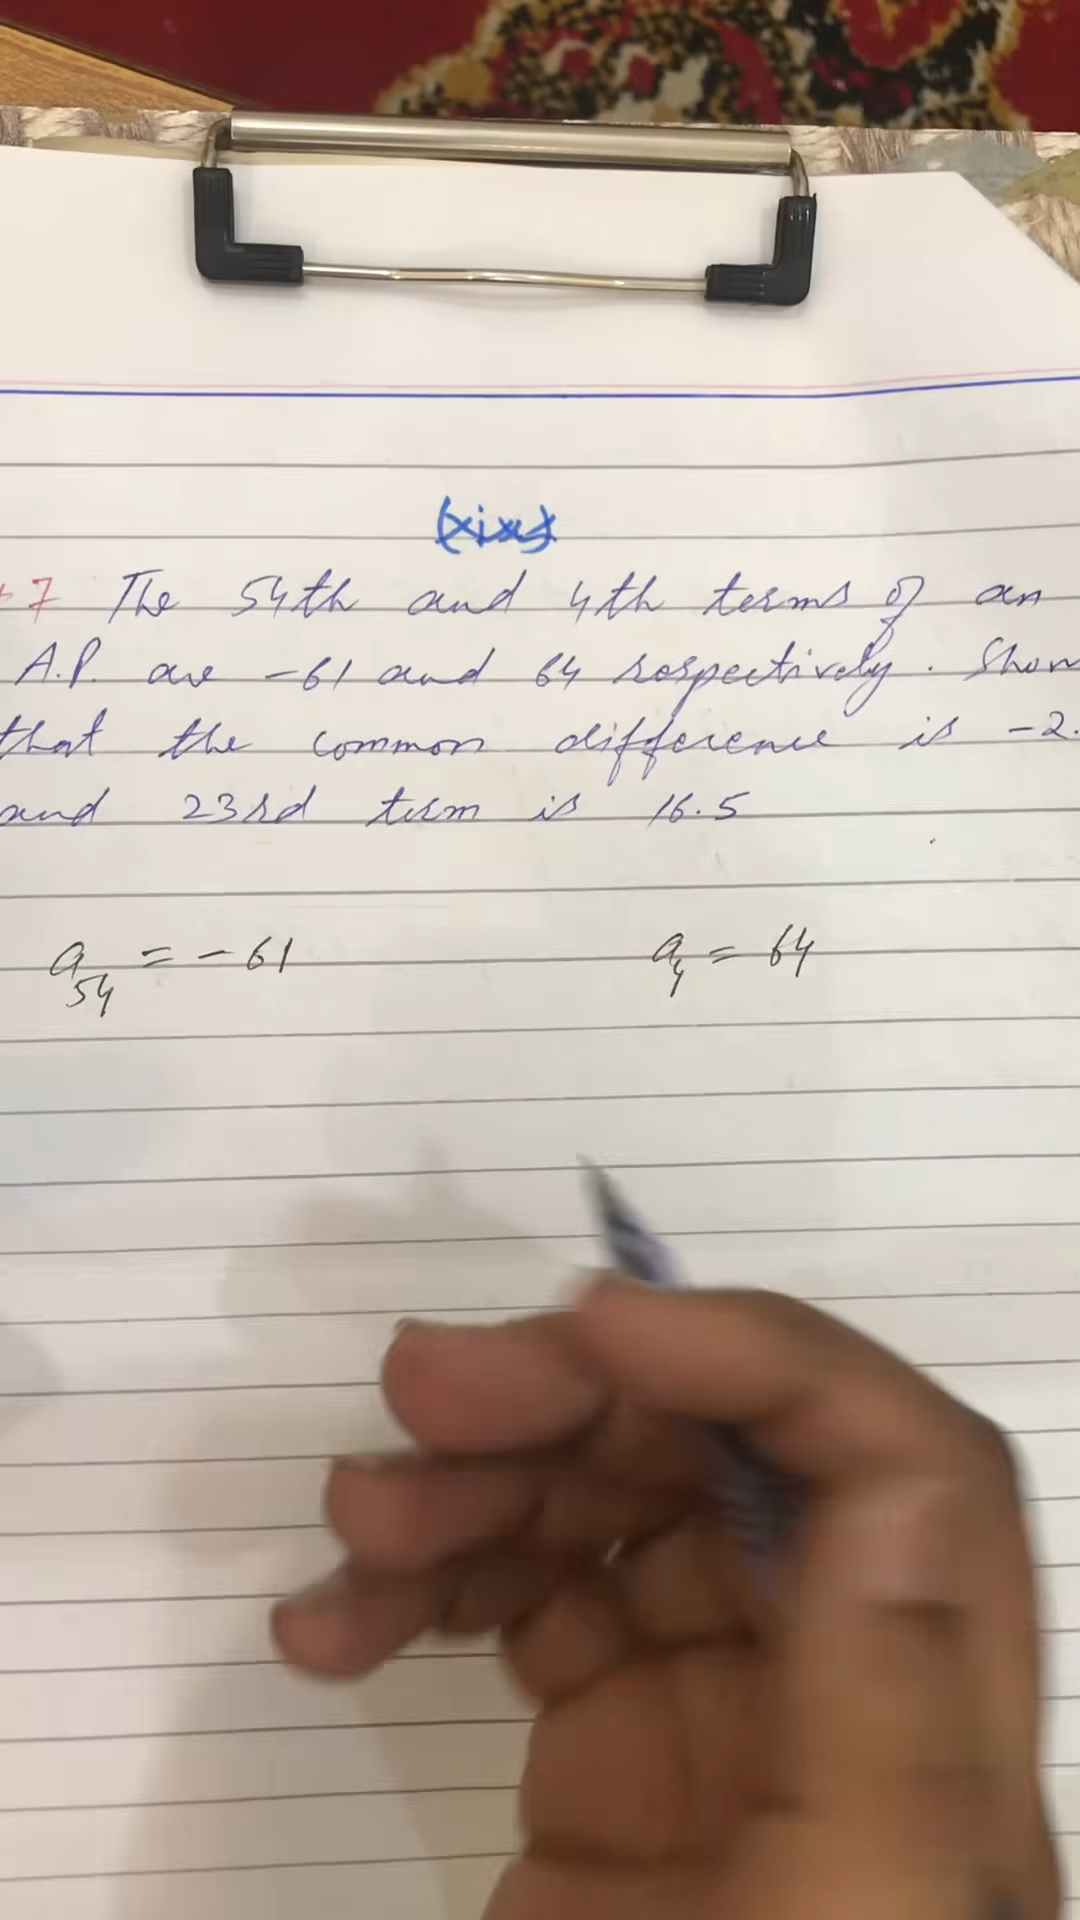 7 The 54th and 4th terms of an
A.P. are -61 and 64 respectively. Show
that the common difference is -2.
and 23rd term is 16.5
a54 = -61 a4 = 64